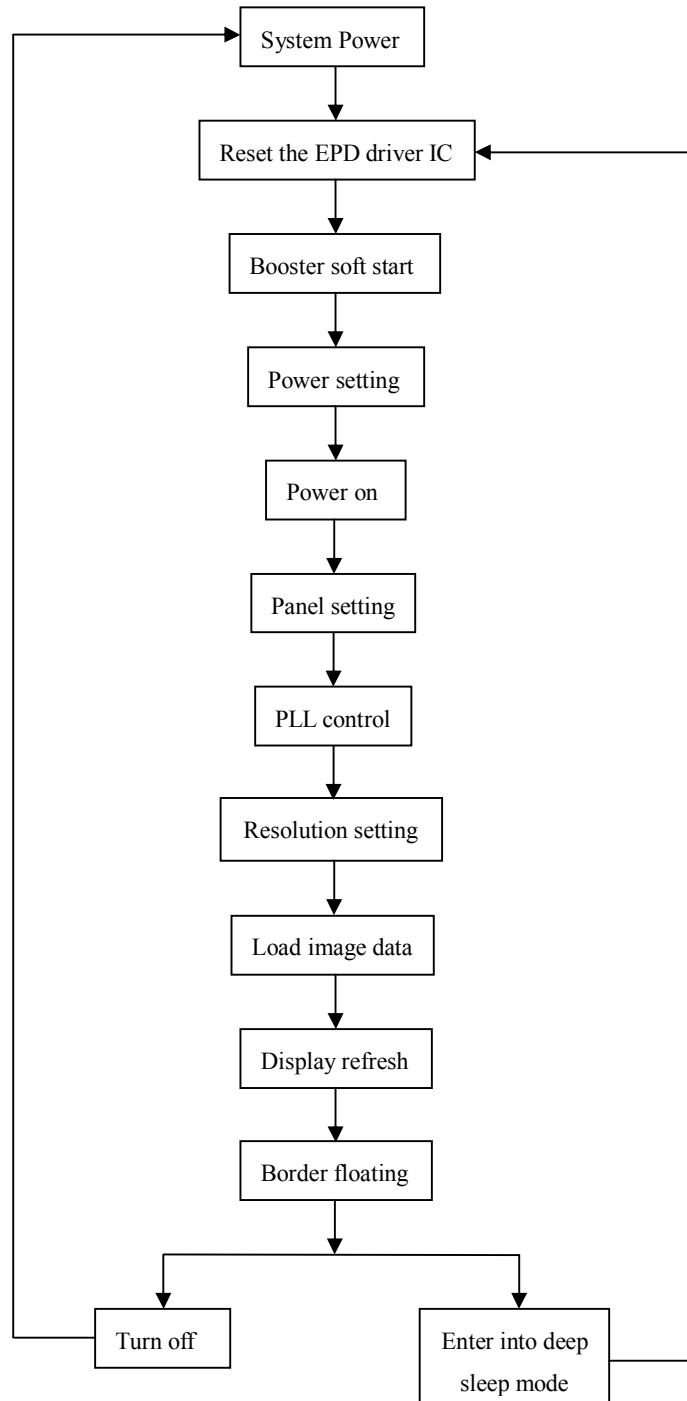 System Power
Reset the EPD driver IC
Booster soft start
Power setting
Power on
Panel setting
PLL control
Resolution setting
Load image data
Display refresh
Border floating
Turn off
Enter into deep
sleep mode